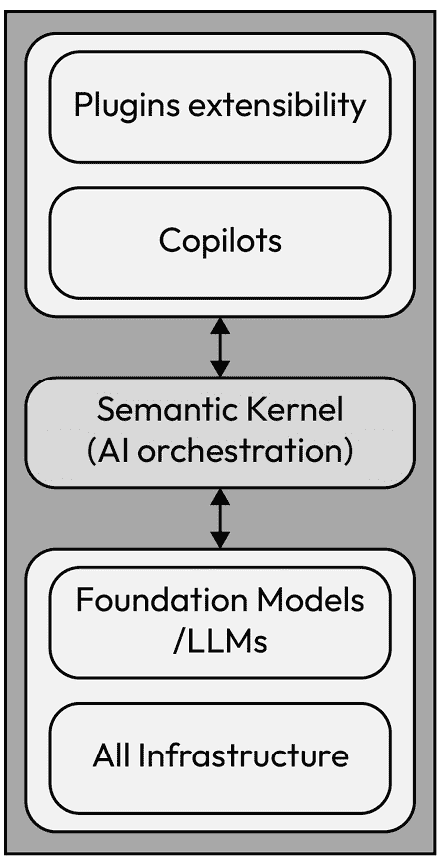 Plugins extensibility
Copilots
Semantic Kernel
(AI orchestration)
Foundation Models
/LLMs
All Infrastructure